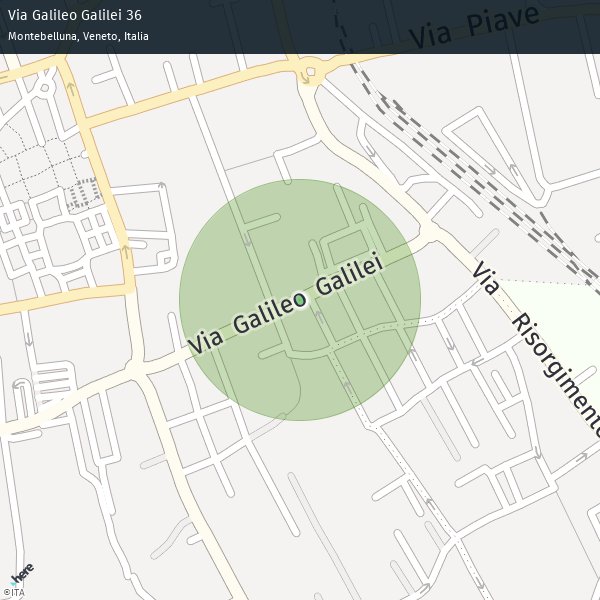 Via Galileo Galilei 36
Montebelluna, Veneto, Italia
Via Piave
Via Galileo Galilei
Via Risorgimento
here
©ITA